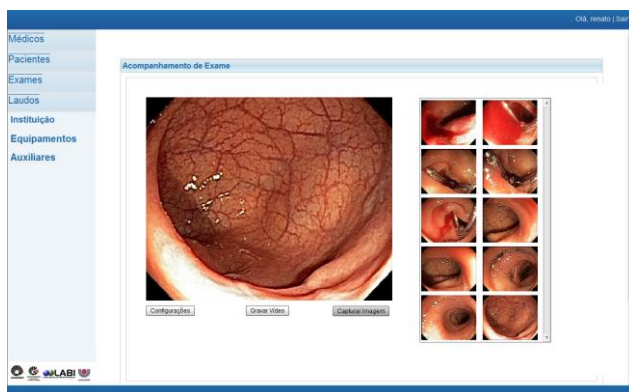 Olá, renato | Sair
Médicos
Pacientes
Exames
Laudos
Instituição
Equipamentos
Auxiliares
Acompanhamento de Exame
Configurações
Gravar Vídeo
Capturar Imagem
LABI